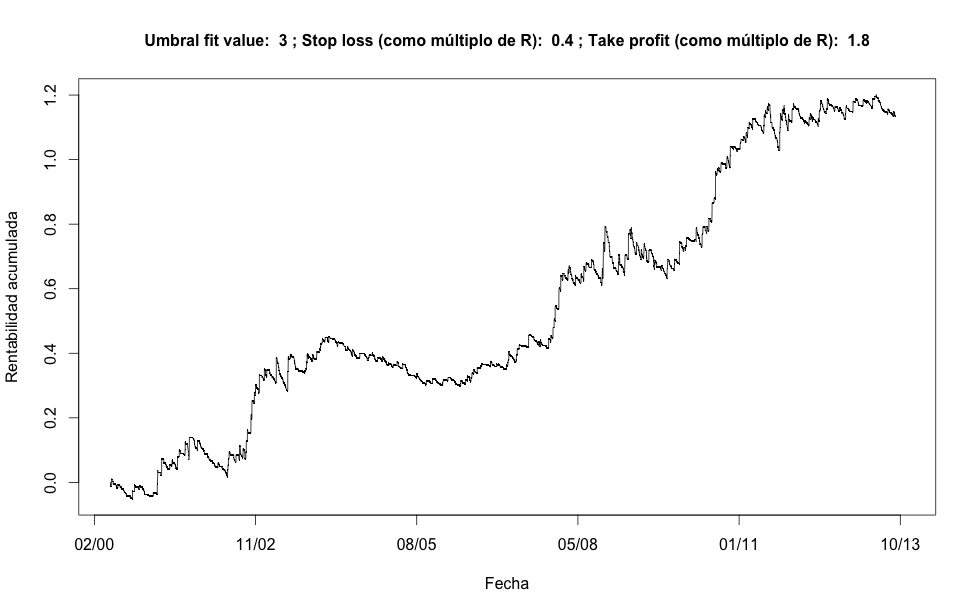 Umbral fit value:  3 ; Stop loss (como múltiplo de R):  0.4 ; Take profit (como múltiplo de R):  1.8
Rentabilidad acumulada
1.2
1.0
0.8
0.6
0.4
0.2
0.0
02/00 11/02 08/05 05/08 01/11 10/13
Fecha